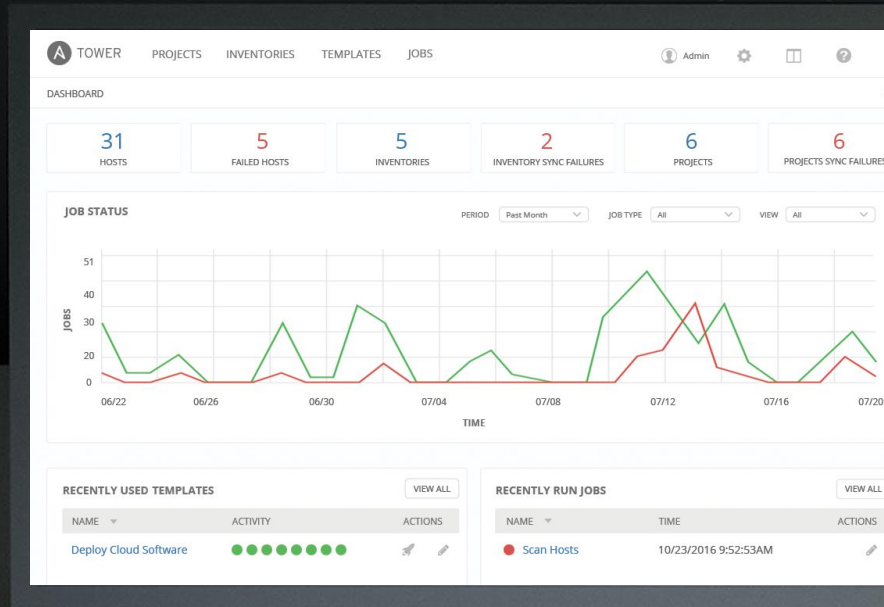 A TOWER PROJECTS INVENTORIES TEMPLATES JOBS Admin ?
DASHBOARD
31 5 5 2 6 6
HOSTS FAILED HOSTS INVENTORIES INVENTORY SYNC FAILURES PROJECTS PROJECTS SYNC FAILURES
JOB STATUS PERIOD Past Month JOB TYPE All VIEW All
51
40
30
20
0
JOBS
06/22 06/26 06/30 07/04 07/08 07/12 07/16 07/20
TIME
RECENTLY USED TEMPLATES VIEW ALL
NAME ACTIVITY ACTIONS
Deploy Cloud Software
RECENTLY RUN JOBS VIEW ALL
NAME TIME ACTIONS
Scan Hosts 10/23/2016 9:52:53AM